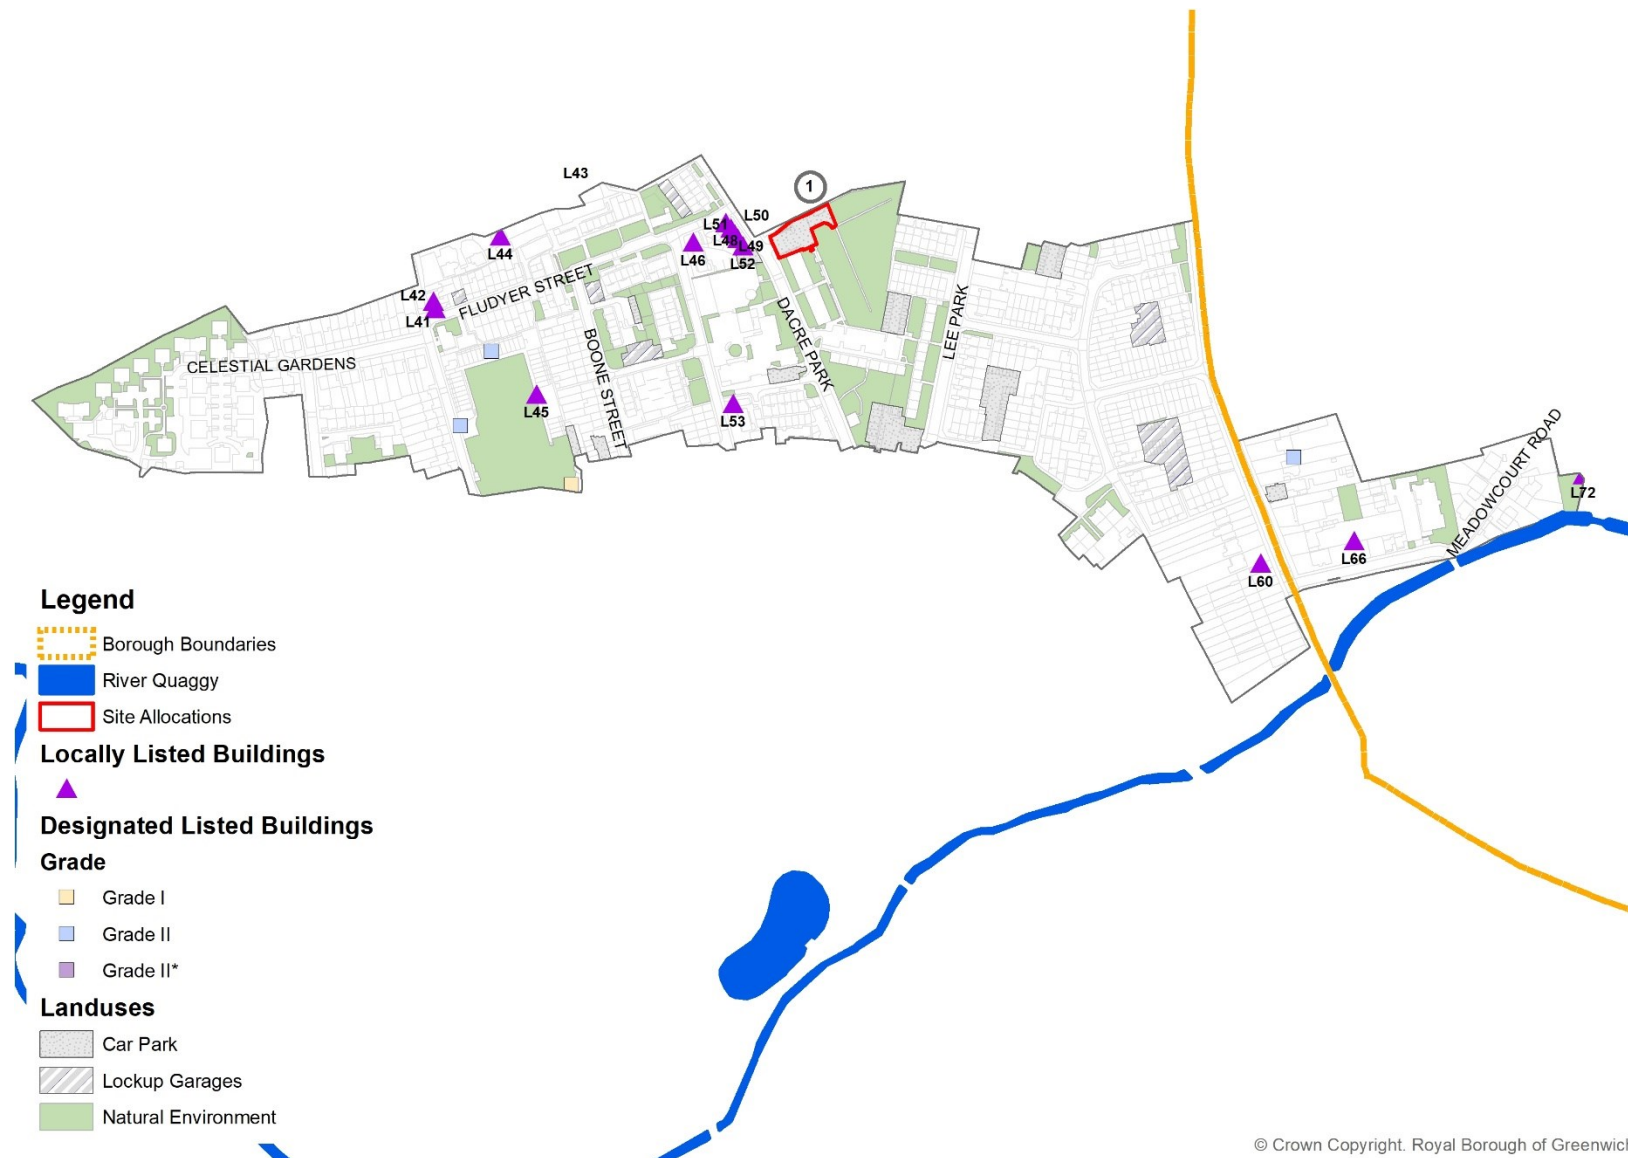 L43
1
L50
L51
L48
L49
L44
L46
L52
L42
FLUDYER STREET
L41
DACRE PARK
LEE PARK
BOONE STREET
CELESTIAL GARDENS
L45
L53
MEADOWCOURT ROAD
L72
L66
L60
Legend
Borough Boundaries
River Quaggy
Site Allocations
Locally Listed Buildings
Designated Listed Buildings
Grade
Grade I
Grade II
Grade II*
Landuses
Car Park
Lockup Garages
Natural Environment
© Crown Copyright. Royal Borough of Greenwich